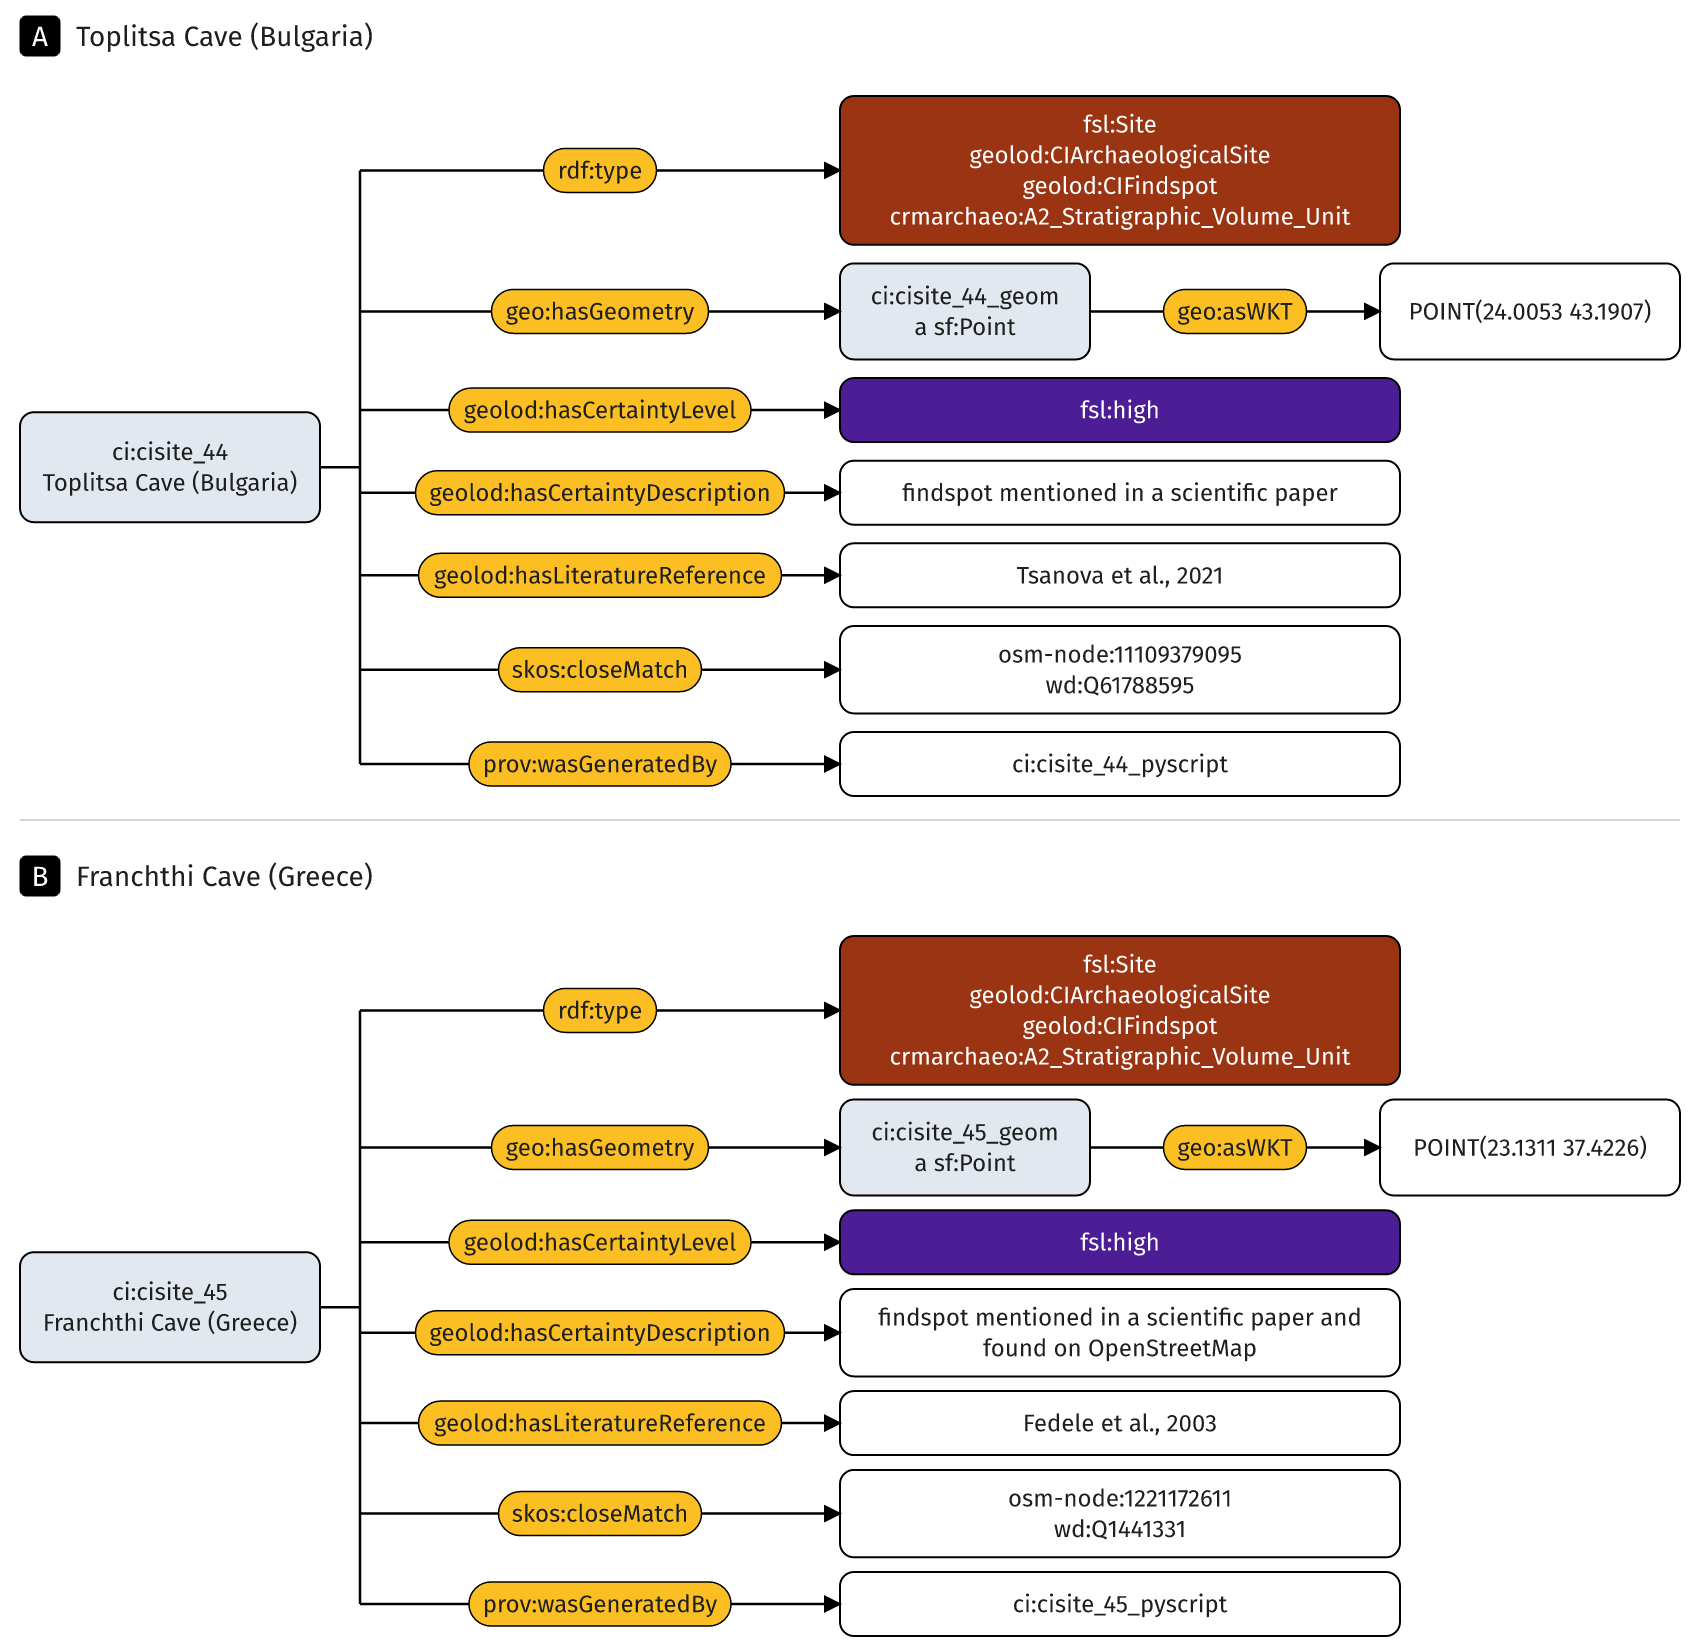 A Toplitsa Cave (Bulgaria)
rdf:type
fsl:Site
geolod:CIArchaeologicalSite
geolod:CIFindspot
crmarchaeo:A2_Stratigraphic_Volume_Unit
geo:hasGeometry
ci:cisite_44_geom
a sf:Point
geo:asWKT
POINT(24.0053 43.1907)
geolod:hasCertaintyLevel
fsl:high
ci:cisite_44
Toplitsa Cave (Bulgaria)
geolod:hasCertaintyDescription
findspot mentioned in a scientific paper
geolod:hasLiteratureReference
Tsanova et al., 2021
skos:closeMatch
osm-node:11109379095
wd:Q61788595
prov:wasGeneratedBy
ci:cisite_44_pyscript
B Franchthi Cave (Greece)
rdf:type
fsl:Site
geolod:CIArchaeologicalSite
geolod:CIFindspot
crmarchaeo:A2_Stratigraphic_Volume_Unit
geo:hasGeometry
ci:cisite_45_geom
a sf:Point
geo:asWKT
POINT(23.1311 37.4226)
geolod:hasCertaintyLevel
fsl:high
ci:cisite_45
Franchthi Cave (Greece)
geolod:hasCertaintyDescription
findspot mentioned in a scientific paper and
found on OpenStreetMap
geolod:hasLiteratureReference
Fedele et al., 2003
skos:closeMatch
osm-node:1221172611
wd:Q1441331
prov:wasGeneratedBy
ci:cisite_45_pyscript